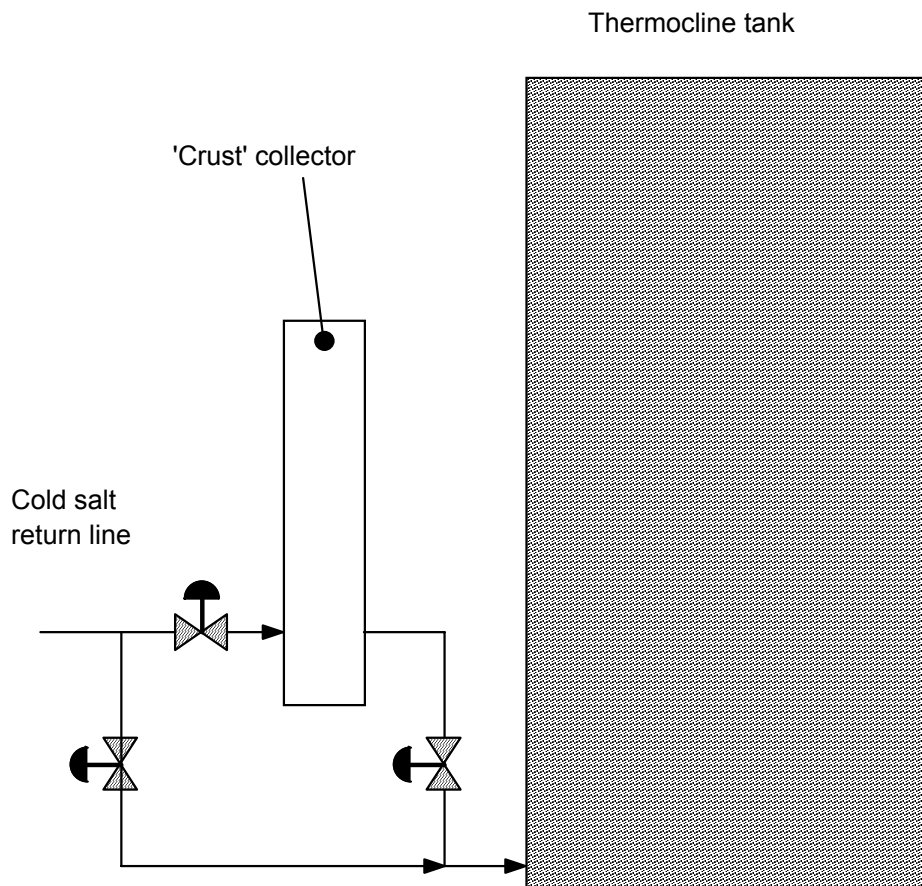 Thermocline tank
'Crust' collector
Cold salt
return line